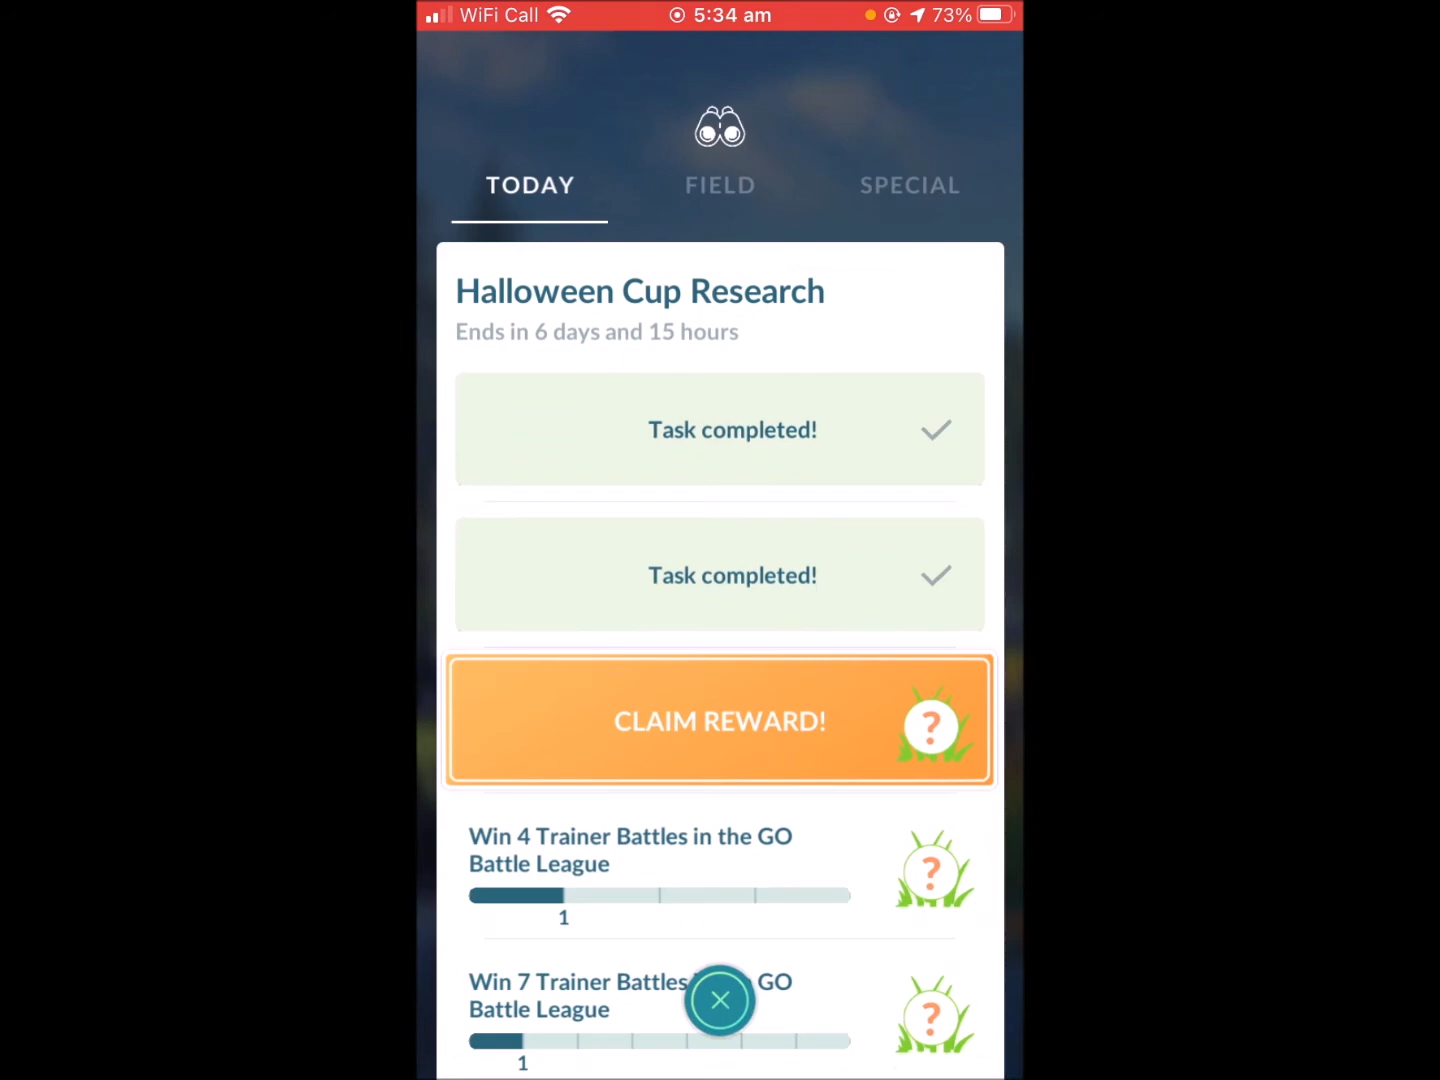 WiFi Call 5:34 am 73%
TODAY FIELD SPECIAL
Halloween Cup Research
Ends in 6 days and 15 hours
Task completed!
Task completed!
CLAIM REWARD! ?
Win 4 Trainer Battles in the GO
Battle League ?
1
Win 7 Trainer Battles GO
Battle League ?
1